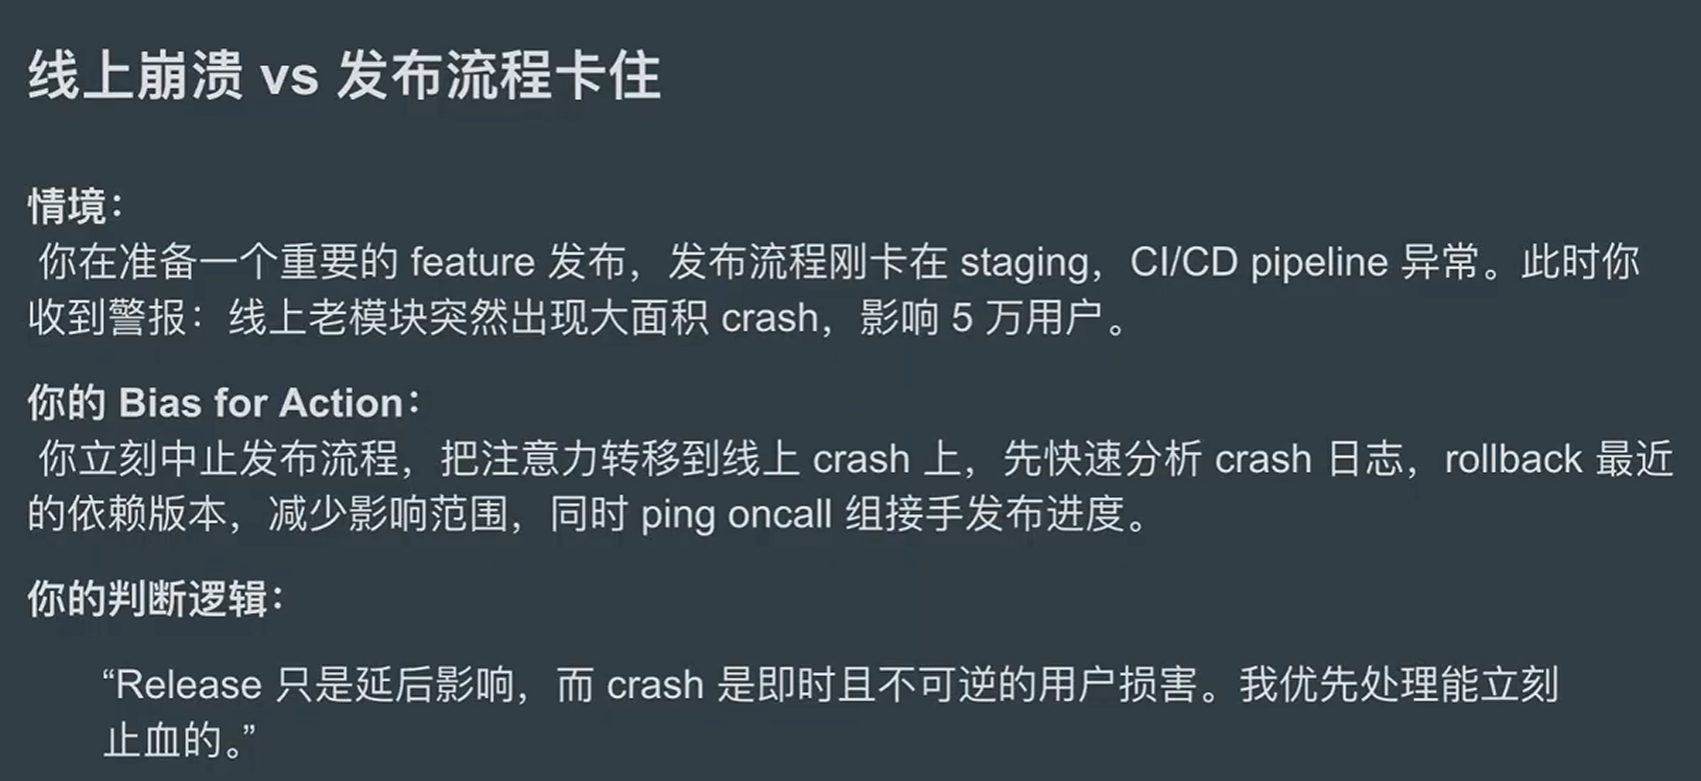 线上崩溃 vs 发布流程卡住
情境：
你在准备一个重要的 feature 发布，发布流程刚卡在 staging，CI/CD pipeline 异常。此时你
收到警报：线上老模块突然出现大面积 crash，影响 5 万用户。
你的 Bias for Action：
你立刻中止发布流程，把注意力转移到线上 crash 上，先快速分析 crash 日志，rollback 最近
的依赖版本，减少影响范围，同时 ping oncall 组接手发布进度。
你的判断逻辑：
“Release 只是延后影响，而 crash 是即时且不可逆的用户损害。我优先处理能立刻
止血的。”